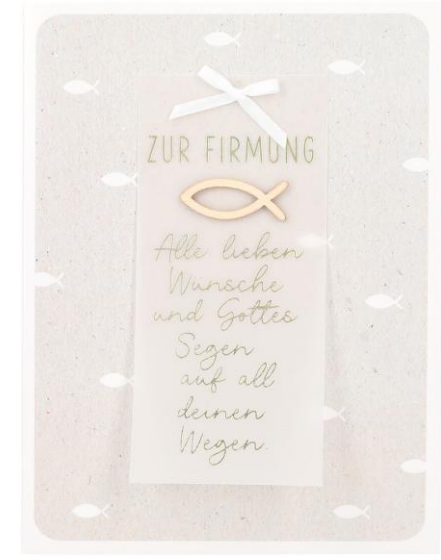 ZUR FIRMUNG
Alle lieben
Wünsche
und Gottes
Segen
auf all
deinen
Wegen.